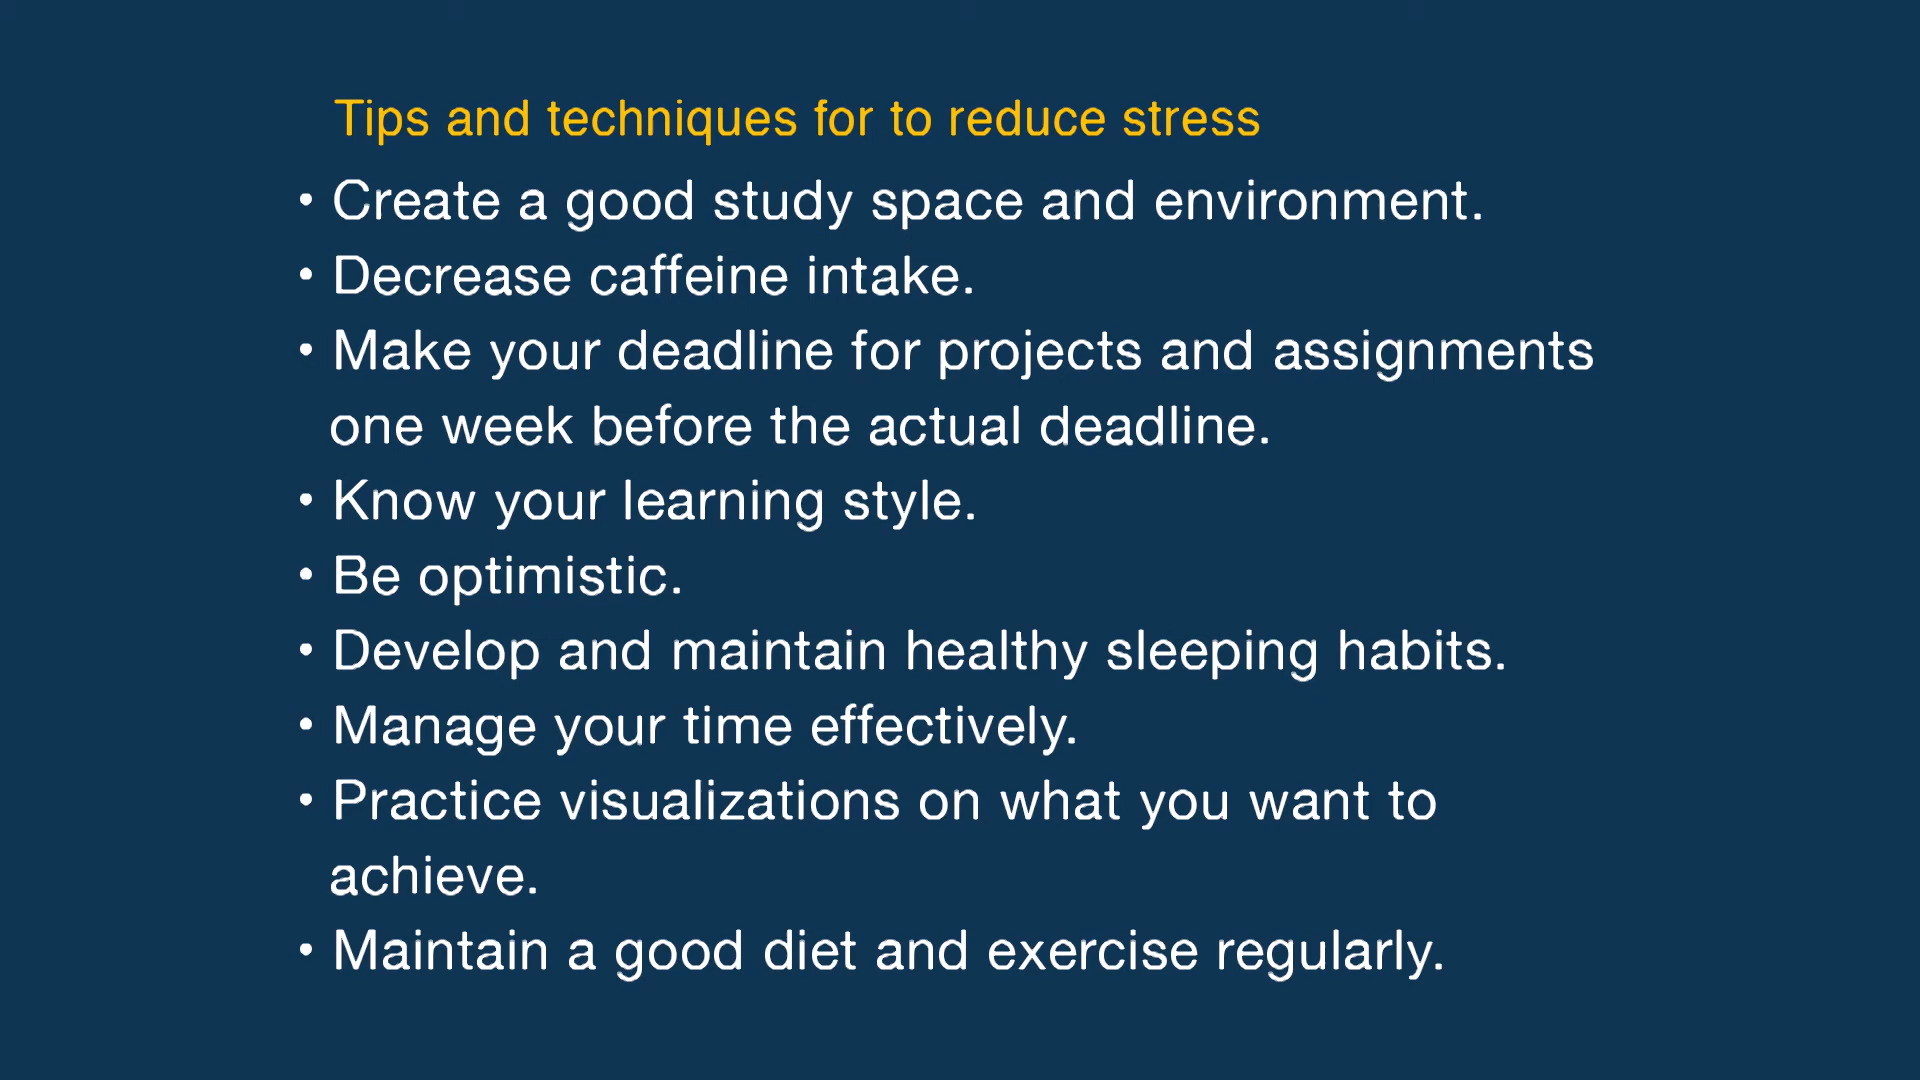 Tips and techniques for to reduce stress
• Create a good study space and environment.
• Decrease caffeine intake.
• Make your deadline for projects and assignments
one week before the actual deadline.
• Know your learning style.
• Be optimistic.
• Develop and maintain healthy sleeping habits.
• Manage your time effectively.
• Practice visualizations on what you want to
achieve.
• Maintain a good diet and exercise regularly.